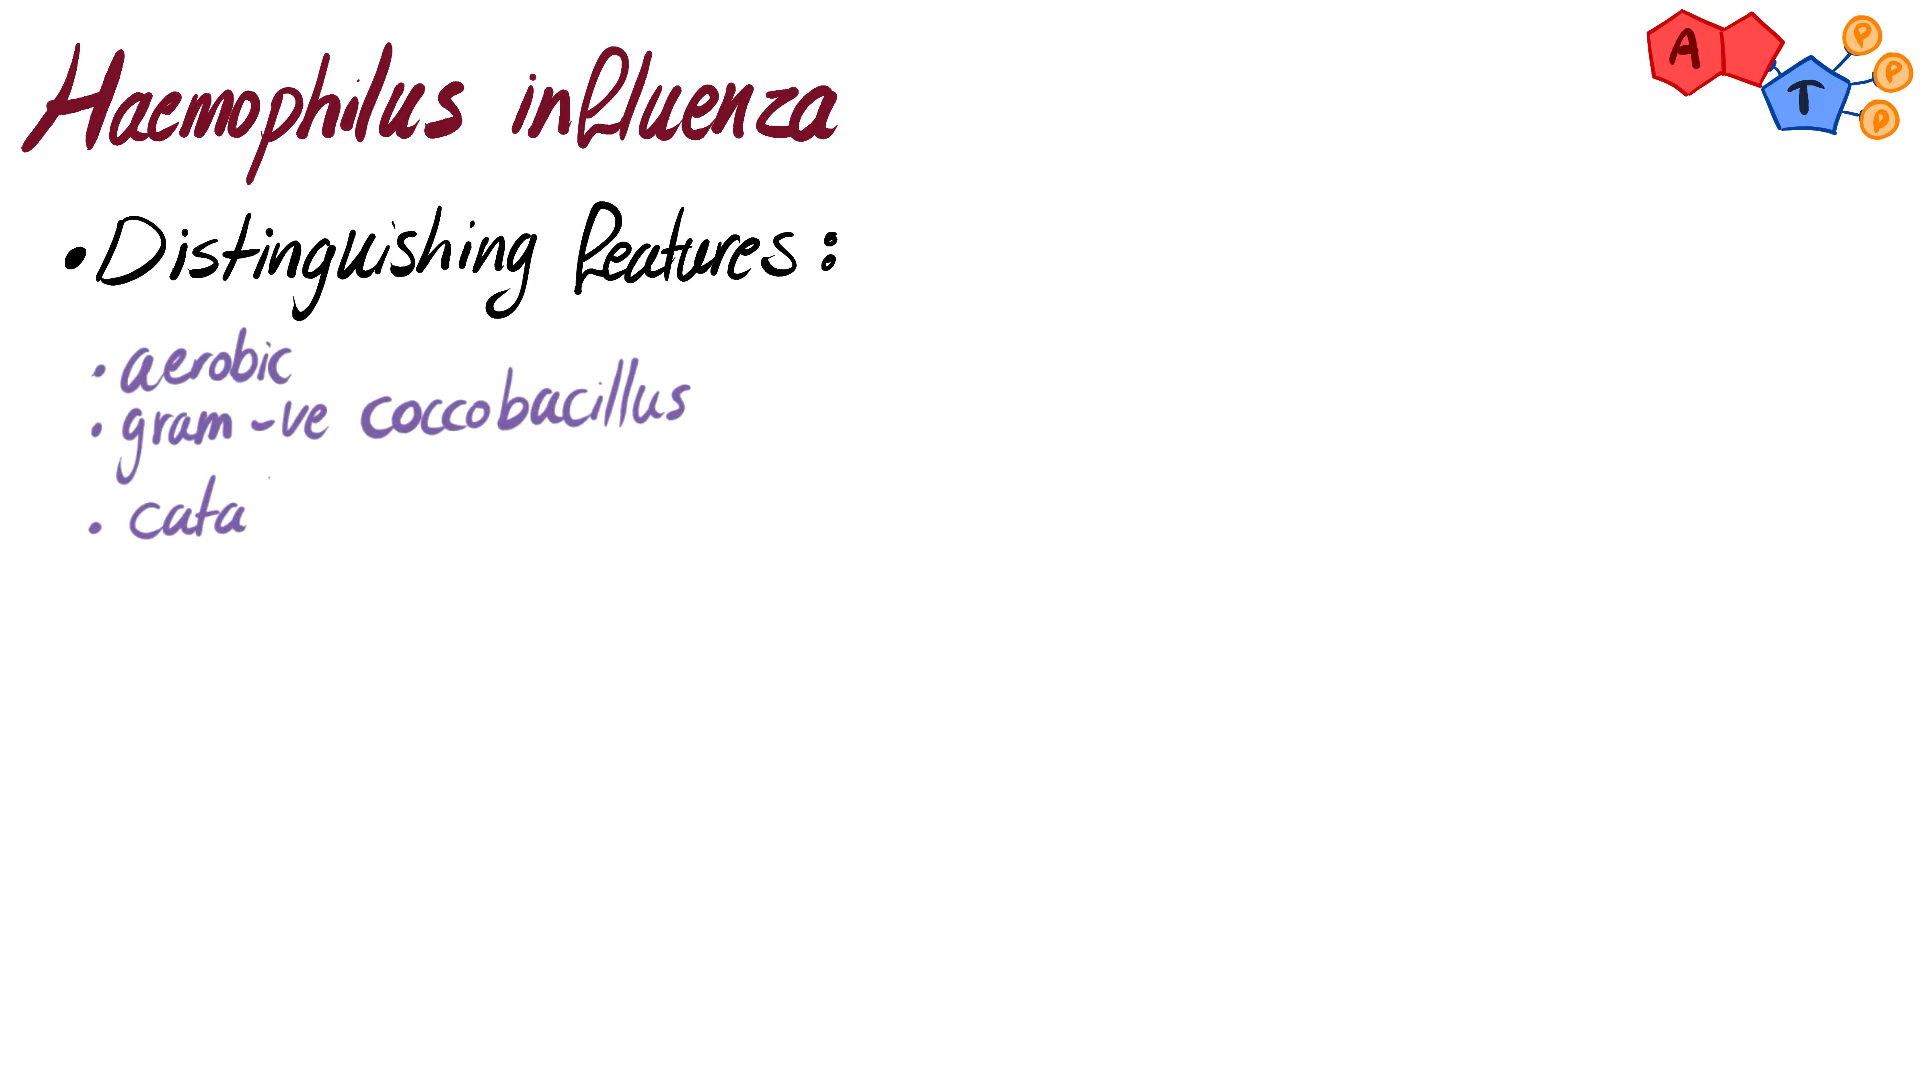 Haemophilus influenza
• Distinguishing features:
• aerobic
• gram -ve coccobacillus
• cata
A
T
P
P
P